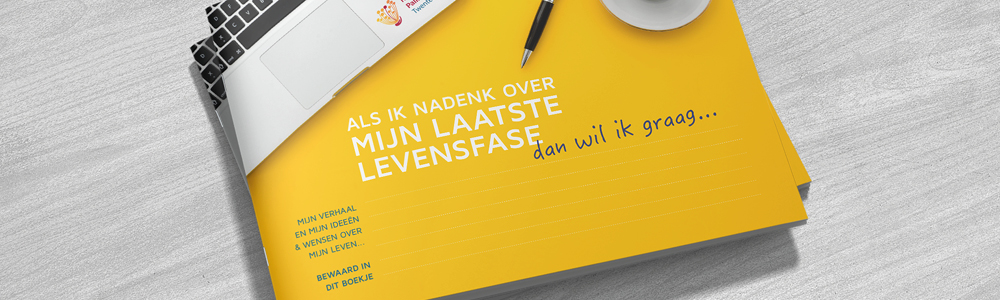 Twente
ALS IK NADENK OVER
MIJN LAATSTE
LEVENSFASE
dan wil ik graag...
MIJN VERHAAL
EN MIJN IDEEËN
& WENSEN OVER
MIJN LEVEN...
BEWAARD IN
DIT BOEKJE